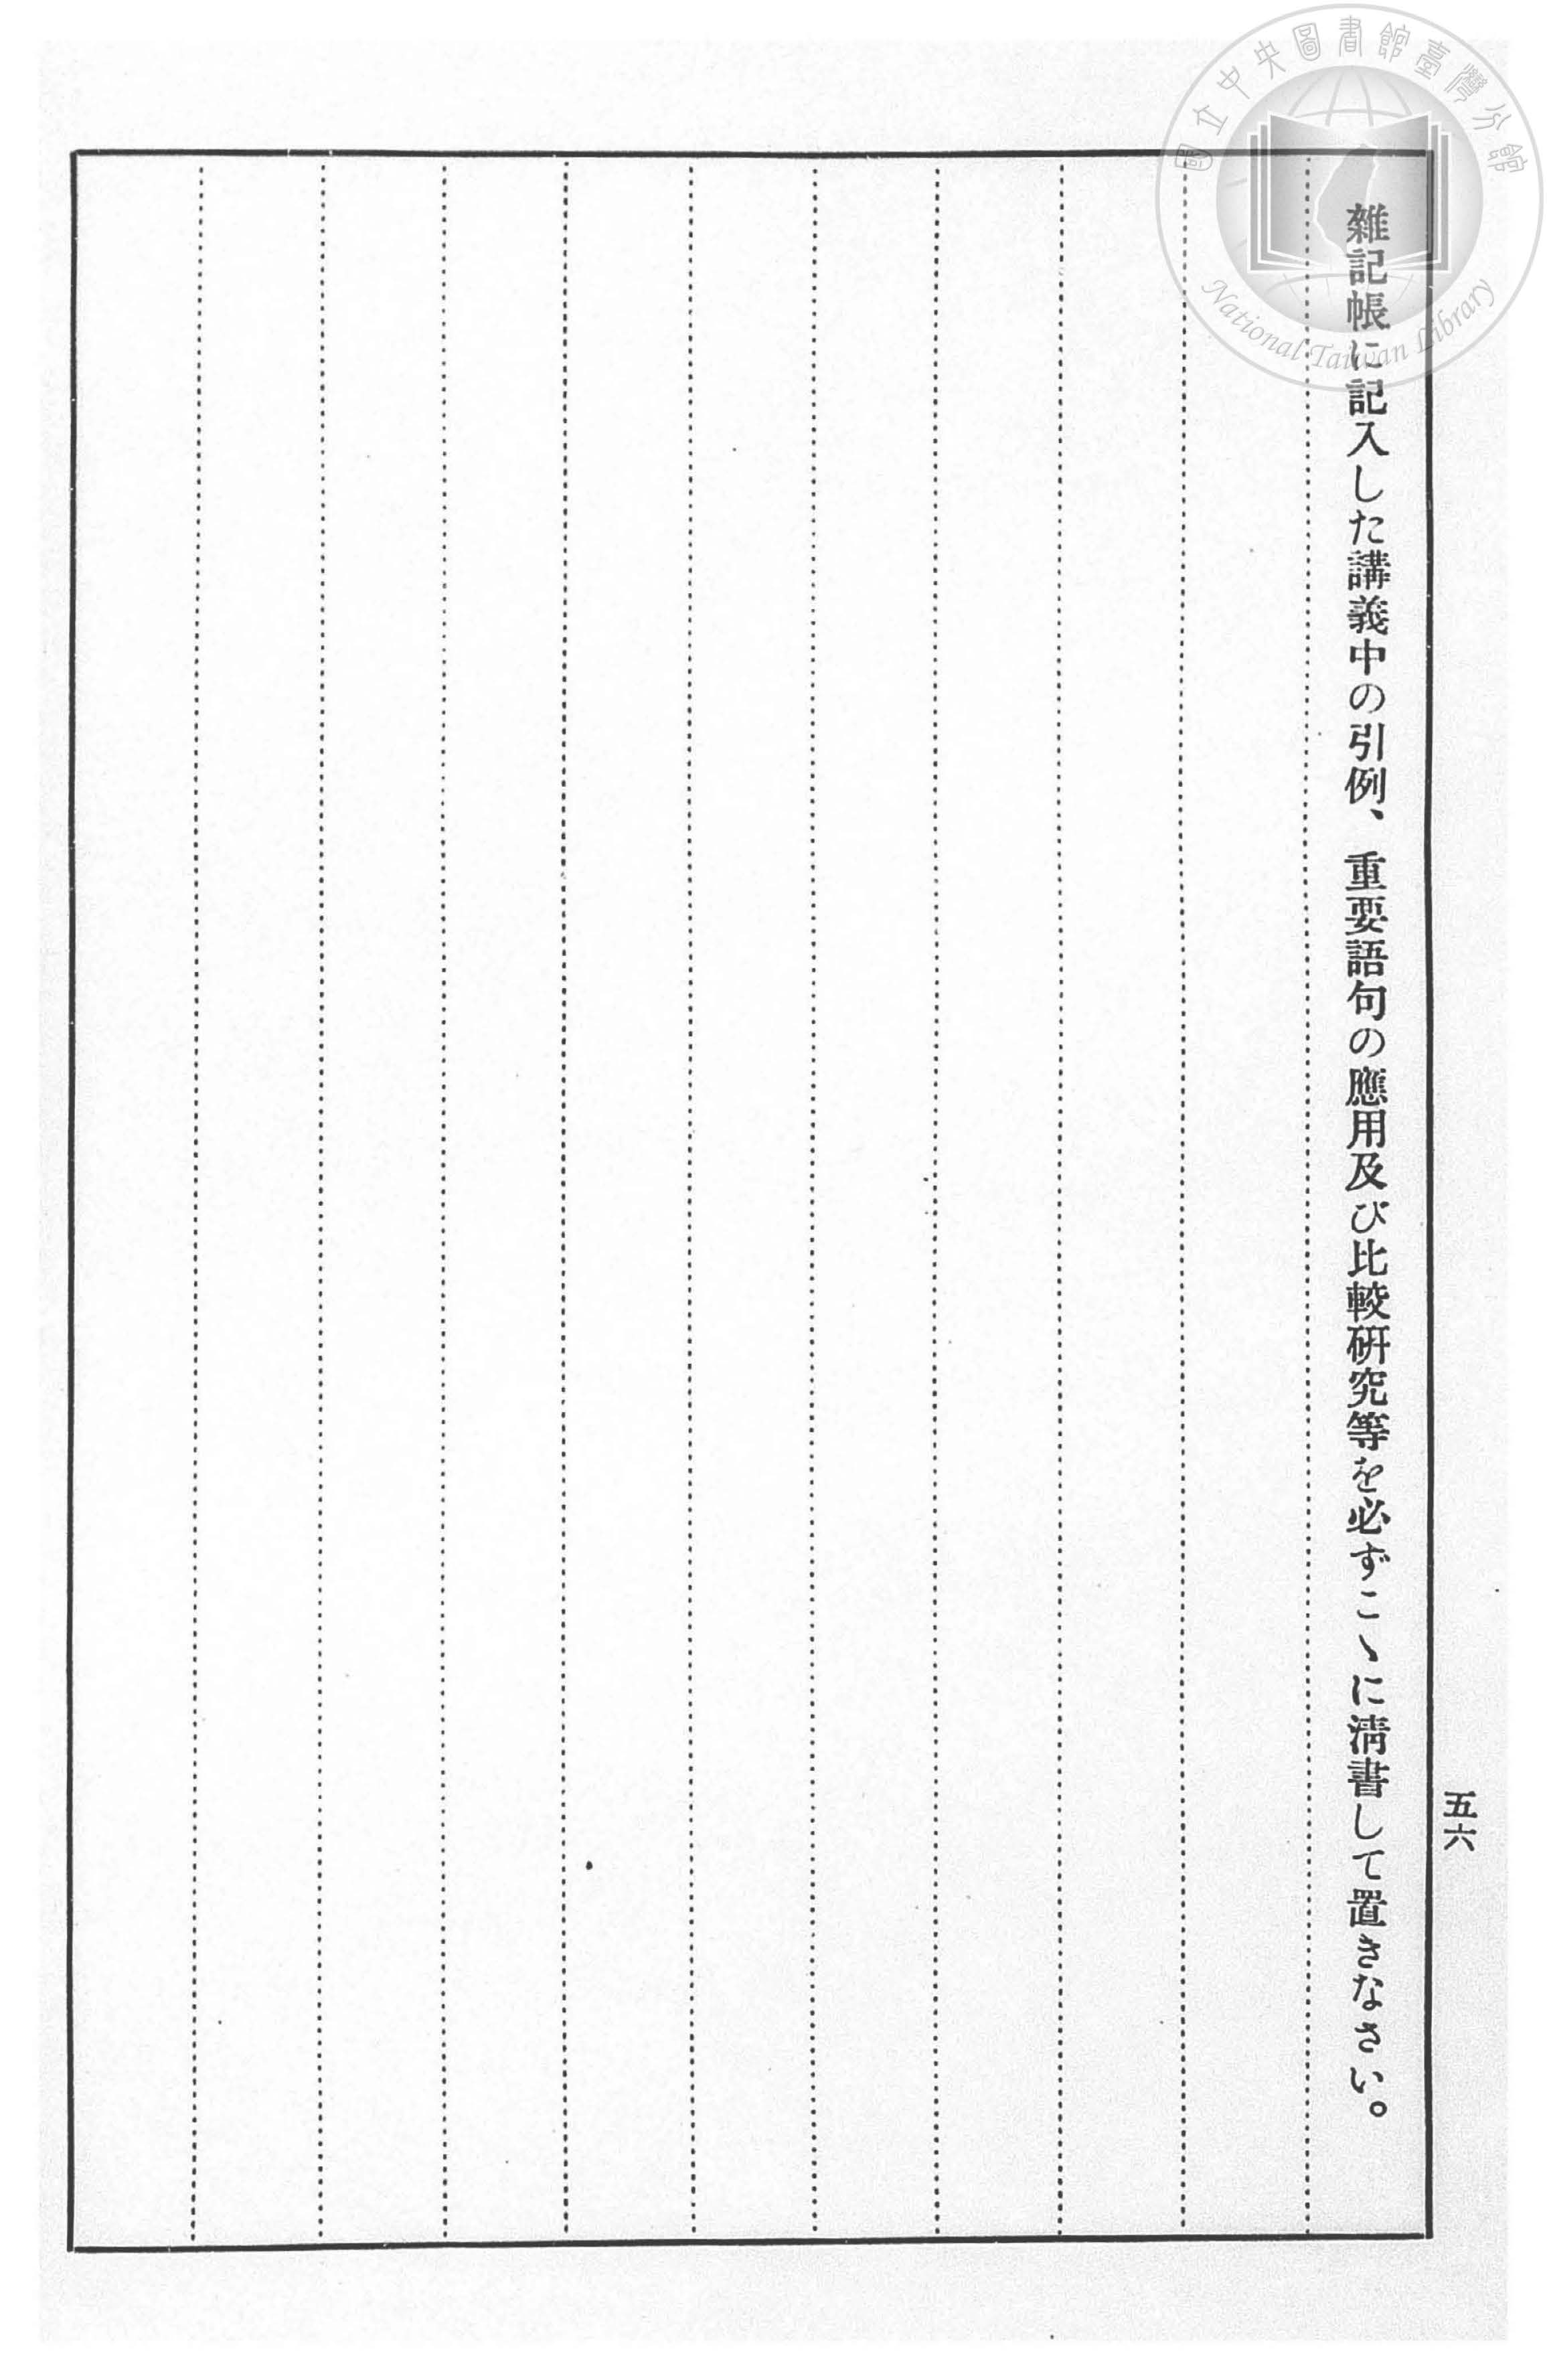 雜記帳に記入した講義中の引例、重要語句の應用及び比較硏究等を必ずこゝに淸書して置きなさい。
五六
國立中央圖書館臺灣分館
National Taiwan Library